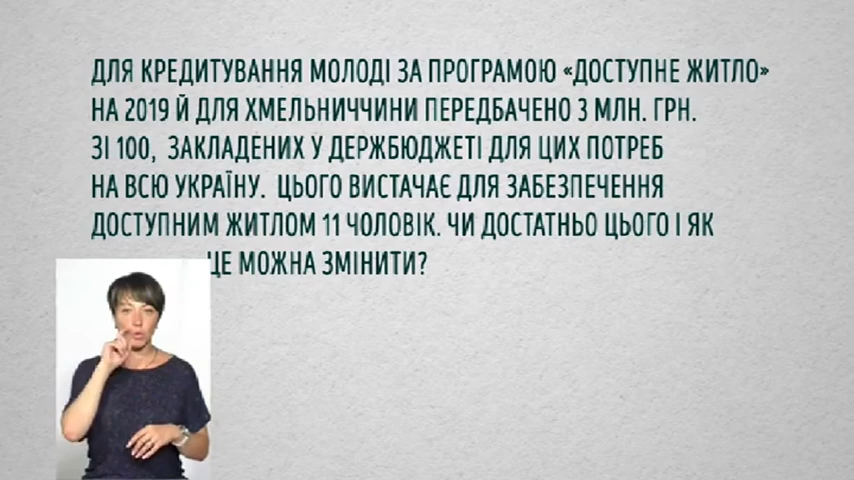 ДЛЯ КРЕДИТУВАННЯ МОЛОДІ ЗА ПРОГРАМОЮ «ДОСТУПНЕ ЖИТЛО»
НА 2019 Й ДЛЯ ХМЕЛЬНИЧЧИНИ ПЕРЕДБАЧЕНО 3 МЛН. ГРН.
ЗІ 100, ЗАКЛАДЕНИХ У ДЕРЖБЮДЖЕТІ ДЛЯ ЦИХ ПОТРЕБ
НА ВСЮ УКРАЇНУ. ЦЬОГО ВИСТАЧАЄ ДЛЯ ЗАБЕЗПЕЧЕННЯ
ДОСТУПНИМ ЖИТЛОМ 11 ЧОЛОВІК. ЧИ ДОСТАТНЬО ЦЬОГО І ЯК
ЦЕ МОЖНА ЗМІНИТИ?